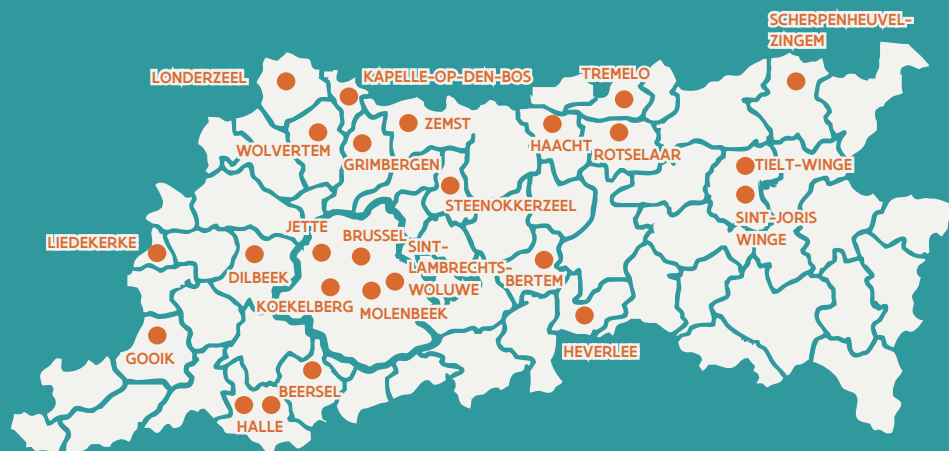 SCHERPENHEUVEL-
ZINGEM
LONDERZEEL
KAPELLE-OP-DEN-BOS
TREMELO
ZEMST
WOLVERTEM
GRIMBERGEN
HAACHT
ROTSELAAR
TIELT-WINGE
STEENOKKERZEEL
SINT-JORIS
WINGE
JETTE
BRUSSEL
LIEDEKERKE
SINT-
LAMBRECHTS-
WOLUWE
DILBEEK
BERTEM
KOEKELBERG
MOLENBEEK
HEVERLEE
GOOIK
BEERSEL
HALLE